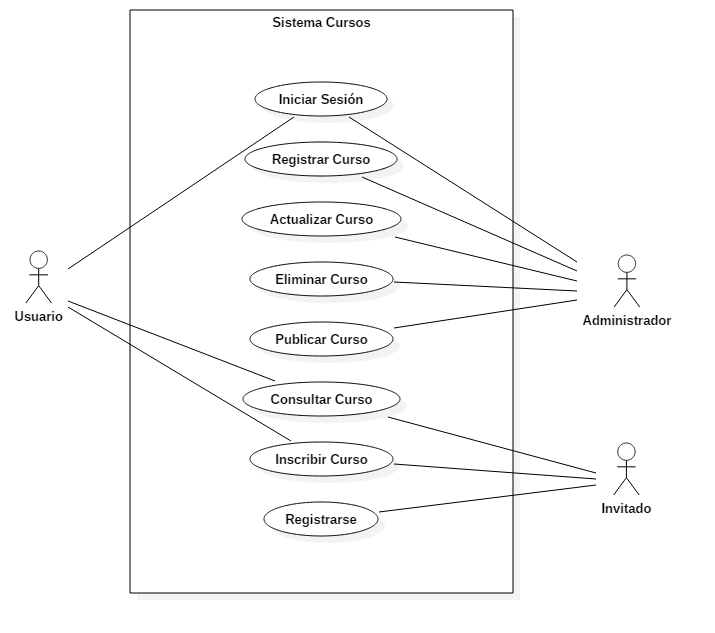 Sistema Cursos
Iniciar Sesión
Registrar Curso
Actualizar Curso
Eliminar Curso
Usuario
Administrador
Publicar Curso
Consultar Curso
Inscribir Curso
Invitado
Registrarse